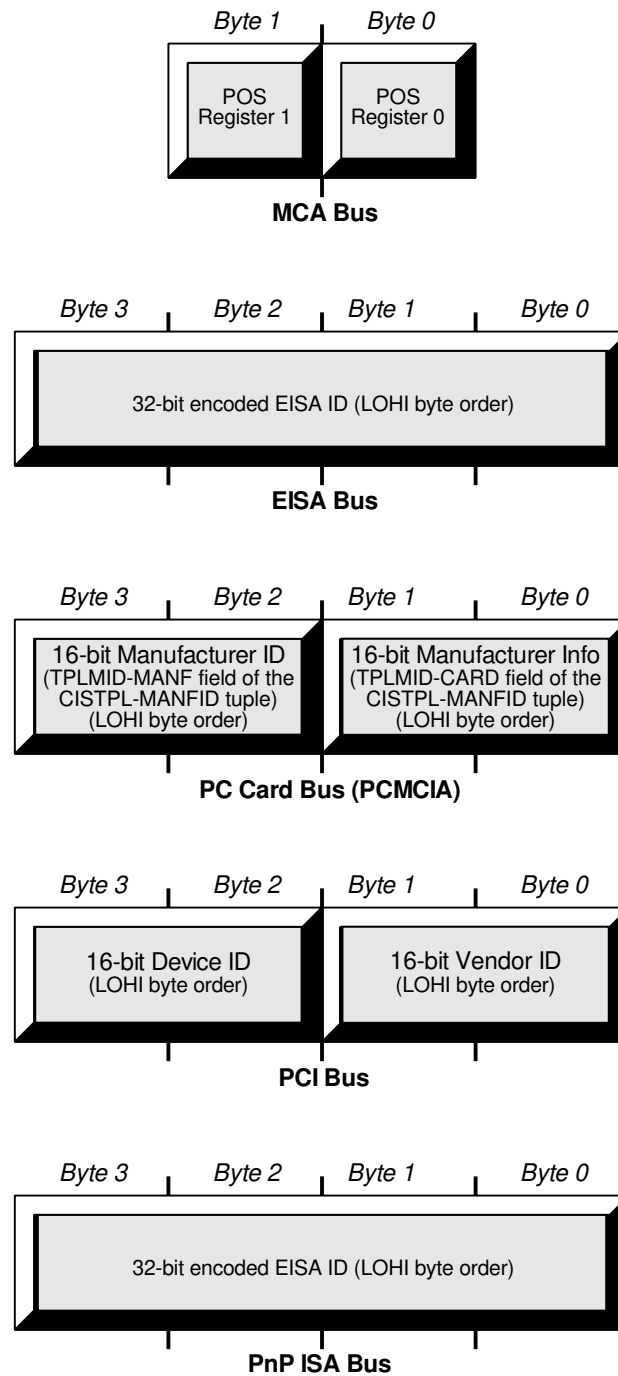 Byte 1 Byte 0
POS
Register 1
POS
Register 0
MCA Bus
Byte 3 Byte 2 Byte 1 Byte 0
32-bit encoded EISA ID (LOHI byte order)
EISA Bus
Byte 3 Byte 2 Byte 1 Byte 0
16-bit Manufacturer ID
(TPLMID-MANF field of the
CISTPL-MANFID tuple)
(LOHI byte order)
16-bit Manufacturer Info
(TPLMID-CARD field of the
CISTPL-MANFID tuple)
(LOHI byte order)
PC Card Bus (PCMCIA)
Byte 3 Byte 2 Byte 1 Byte 0
16-bit Device ID
(LOHI byte order)
16-bit Vendor ID
(LOHI byte order)
PCI Bus
Byte 3 Byte 2 Byte 1 Byte 0
32-bit encoded EISA ID (LOHI byte order)
PnP ISA Bus